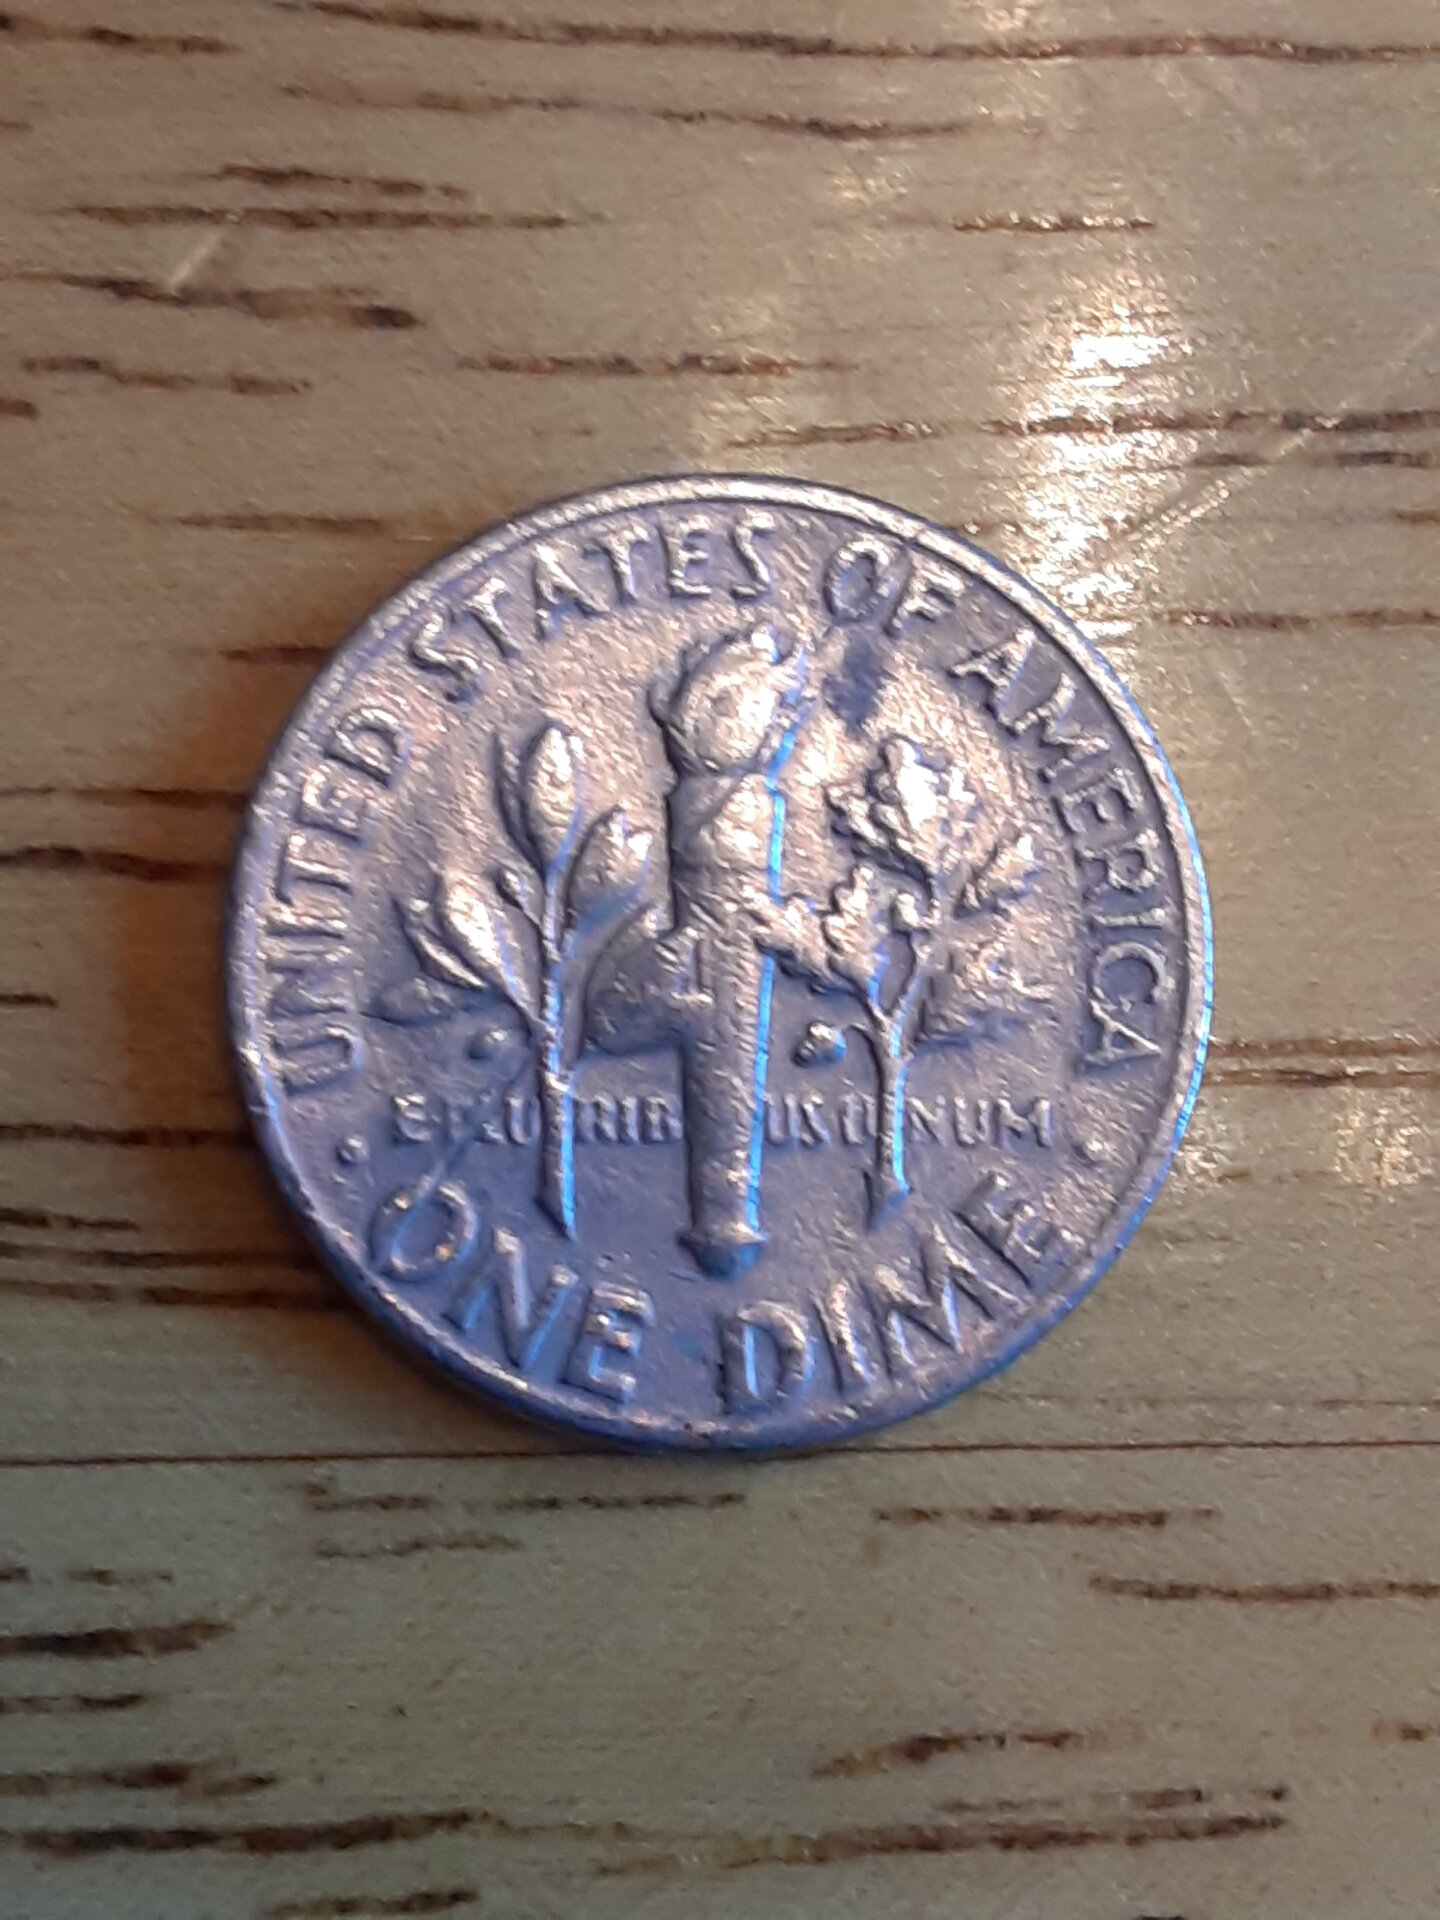 UNITED STATES OF AMERICA
E PLURIBUS UNUM
ONE DIME